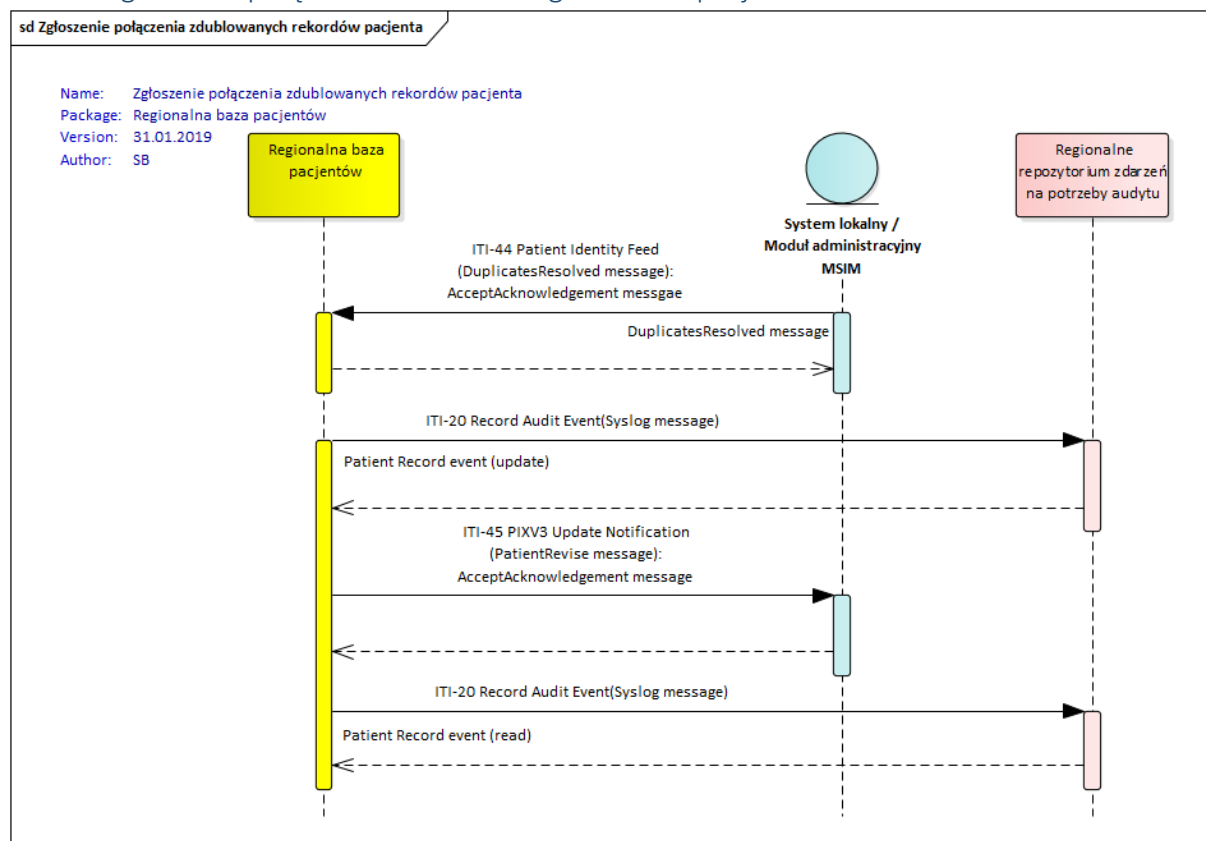 sd Zgłoszenie połączenia zdublowanych rekordów pacjenta
Name: Zgłoszenie połączenia zdublowanych rekordów pacjenta
Package: Regionalna baza pacjentów
Version: 31.01.2019
Author: SB
Regionalna baza
pacjentów
System lokalny /
Moduł administracyjny
MSIM
Regionalne
repozytorium zdarzeń
na potrzeby audytu
ITI-44 Patient Identity Feed
(DuplicatesResolved message):
AcceptAcknowledgement messgae
DuplicatesResolved message
ITI-20 Record Audit Event(Syslog message)
Patient Record event (update)
ITI-45 PIXV3 Update Notification
(PatientRevise message):
AcceptAcknowledgement message
ITI-20 Record Audit Event(Syslog message)
Patient Record event (read)